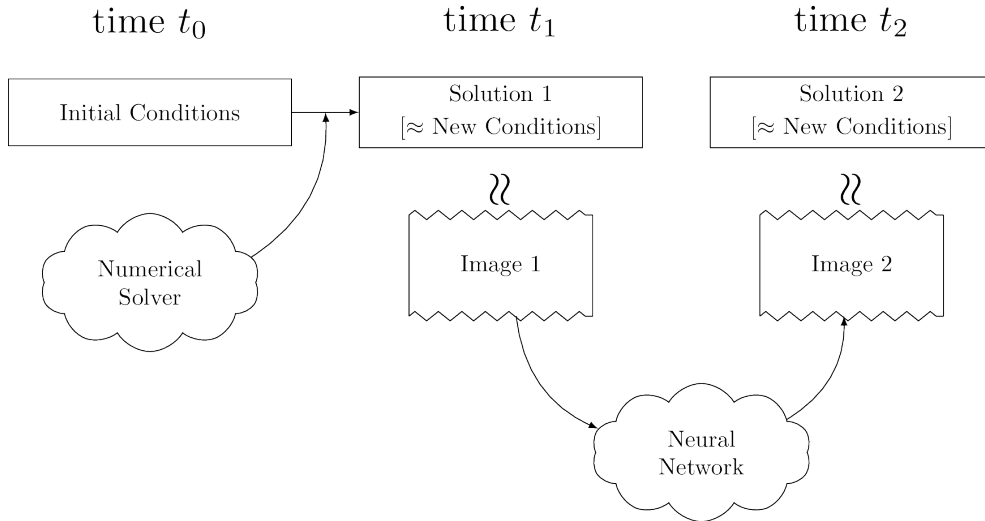 time t₀
time t₁
time t₂
Initial Conditions
Solution 1
[≈ New Conditions]
Solution 2
[≈ New Conditions]
≈
≈
Numerical
Solver
Image 1
Image 2
Neural
Network